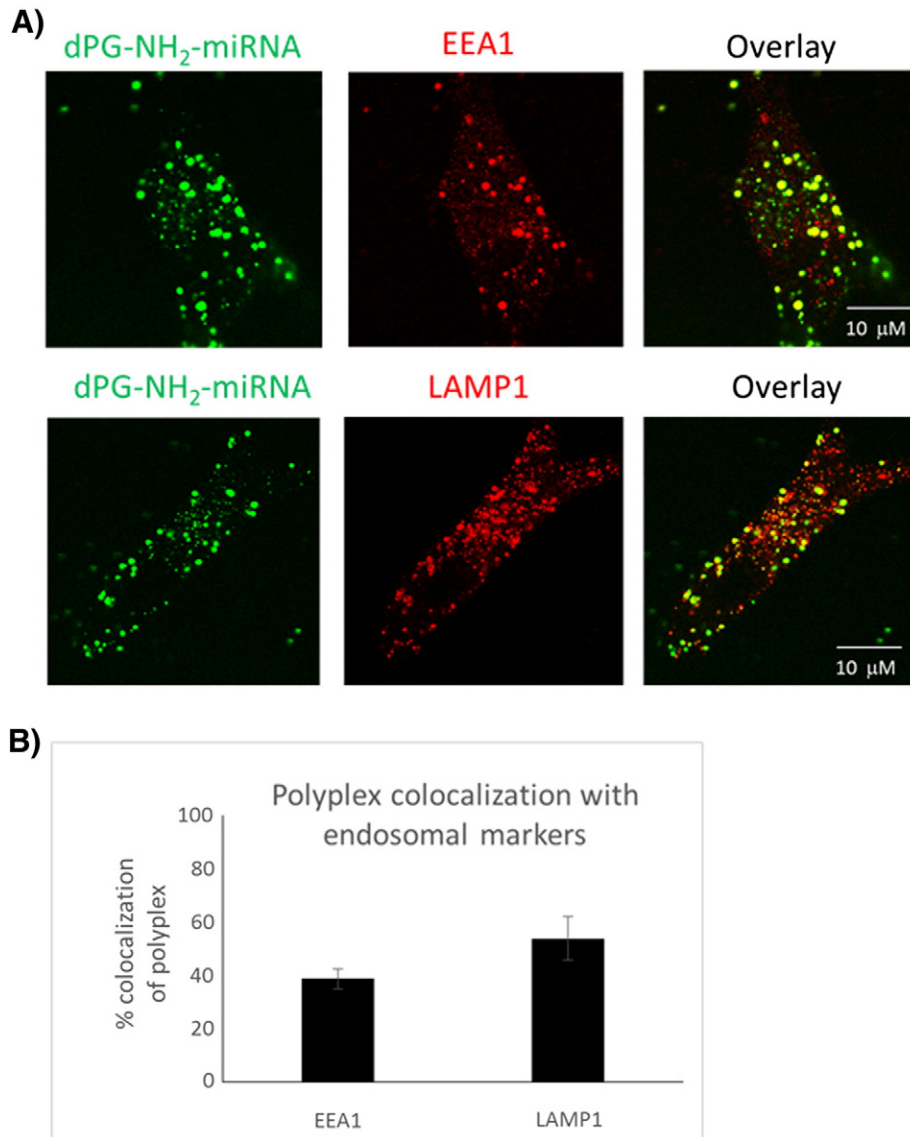 A)
dPG-NH₂-miRNA EEA1 Overlay
10 μM
dPG-NH₂-miRNA LAMP1 Overlay
10 μM
B)
Polyplex colocalization with
endosomal markers
% colocalization
of polyplex
100
80
60
40
20
0
EEA1 LAMP1